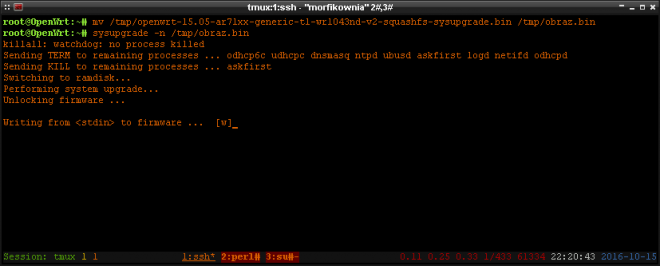 tmux:1:ssh - "morfikownia" 2#,3#
root@OpenWrt:~# mv /tmp/openwrt-15.05-ar71xx-generic-tl-wr1043nd-v2-squashfs-sysupgrade.bin /tmp/obraz.bin
root@OpenWrt:~# sysupgrade -n /tmp/obraz.bin
killall: watchdog: no process killed
Sending TERM to remaining processes ... odhcp6c udhcpc dnsmasq ntpd ubusd askfirst logd netifd odhcpd
Sending KILL to remaining processes ... askfirst
Switching to ramdisk...
Performing system upgrade...
Unlocking firmware ...
Writing from <stdin> to firmware ...  [w]
Session: tmux 1 1 1:ssh* 2:perl# 3:su#- 0.11 0.25 0.33 1/433 61334 22:20:43 2016-10-15